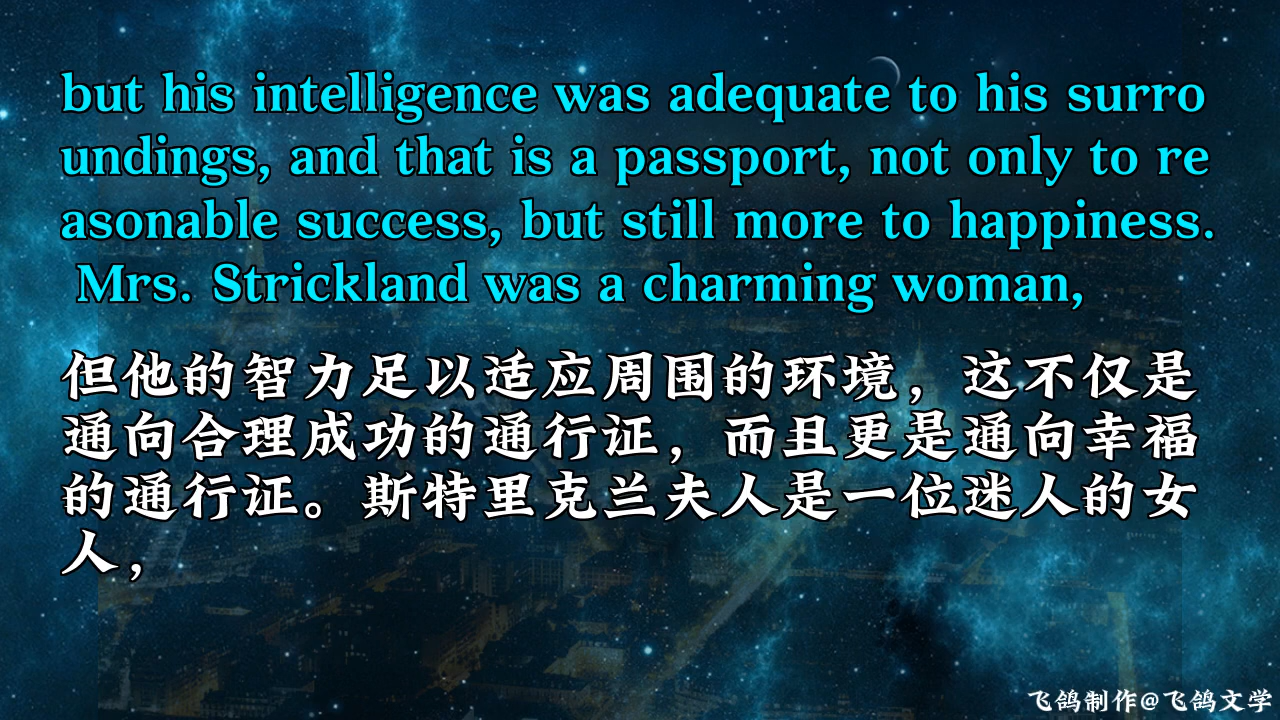 but his intelligence was adequate to his surro
undings, and that is a passport, not only to re
asonable success, but still more to happiness.
Mrs. Strickland was a charming woman,
但他的智力足以适应周围的环境，这不仅是
通向合理成功的通行证，而且更是通向幸福
的通行证。斯特里克兰夫人是一位迷人的女
人，
飞鸽制作@飞鸽文学